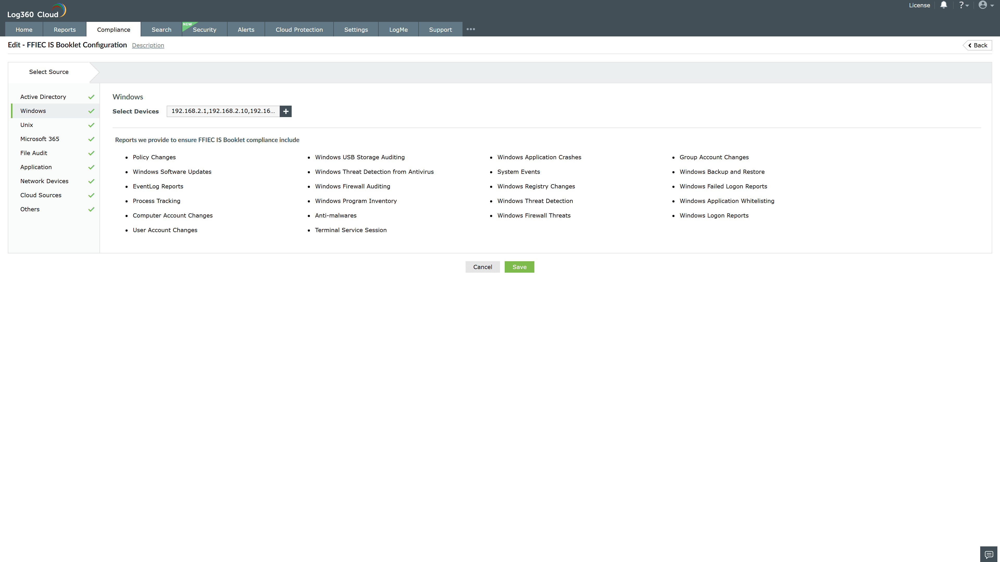 Log360 Cloud
License
?
Home
Reports
Compliance
Search
NEW
Security
Alerts
Cloud Protection
Settings
LogMe
Support
Edit - FFIEC IS Booklet Configuration
Description
Back
Select Source
Active Directory
Windows
Unix
Microsoft 365
File Audit
Application
Network Devices
Cloud Sources
Others
Windows
Select Devices
192.168.2.1,192.168.2.10,192.16...
Reports we provide to ensure FFIEC IS Booklet compliance include
Policy Changes
Windows USB Storage Auditing
Windows Application Crashes
Group Account Changes
Windows Software Updates
Windows Threat Detection from Antivirus
System Events
Windows Backup and Restore
EventLog Reports
Windows Firewall Auditing
Windows Registry Changes
Windows Failed Logon Reports
Process Tracking
Windows Program Inventory
Windows Threat Detection
Windows Application Whitelisting
Computer Account Changes
Anti-malwares
Windows Firewall Threats
Windows Logon Reports
User Account Changes
Terminal Service Session
Cancel
Save